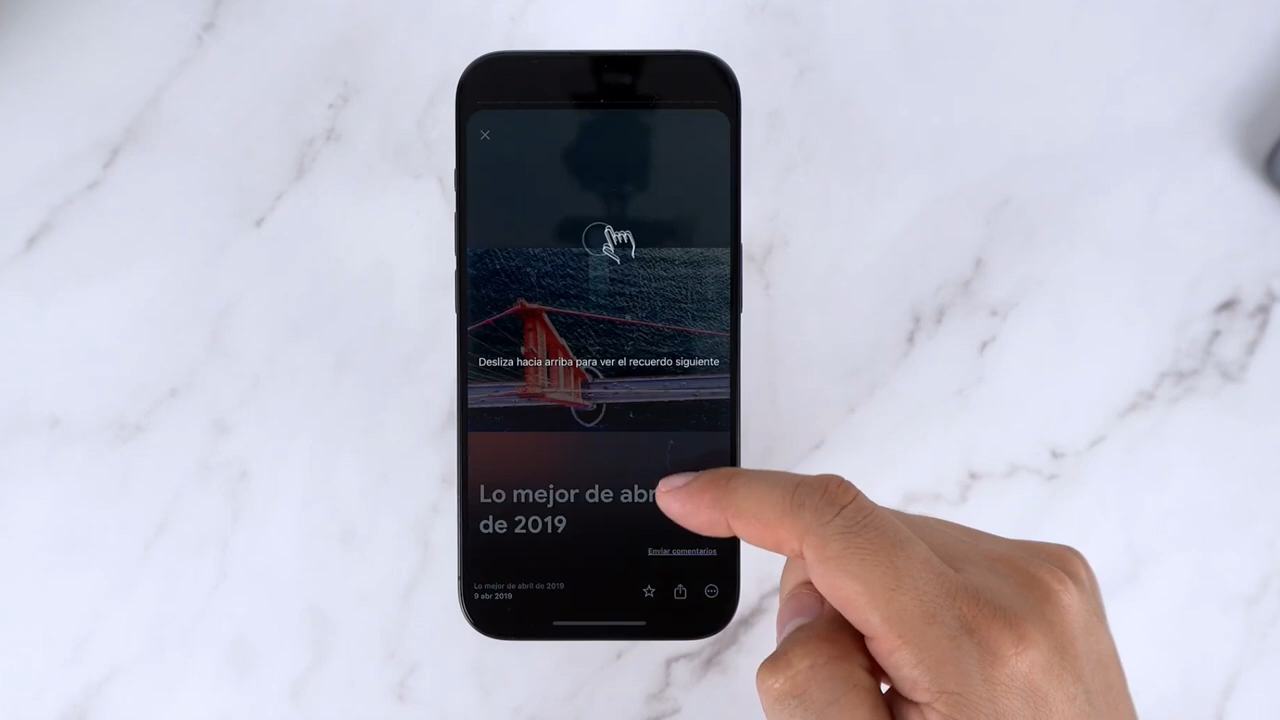 Desliza hacia arriba para ver el recuerdo siguiente
Lo mejor de abr
de 2019
Enviar comentarios
Lo mejor de abril de 2019
9 abr 2019